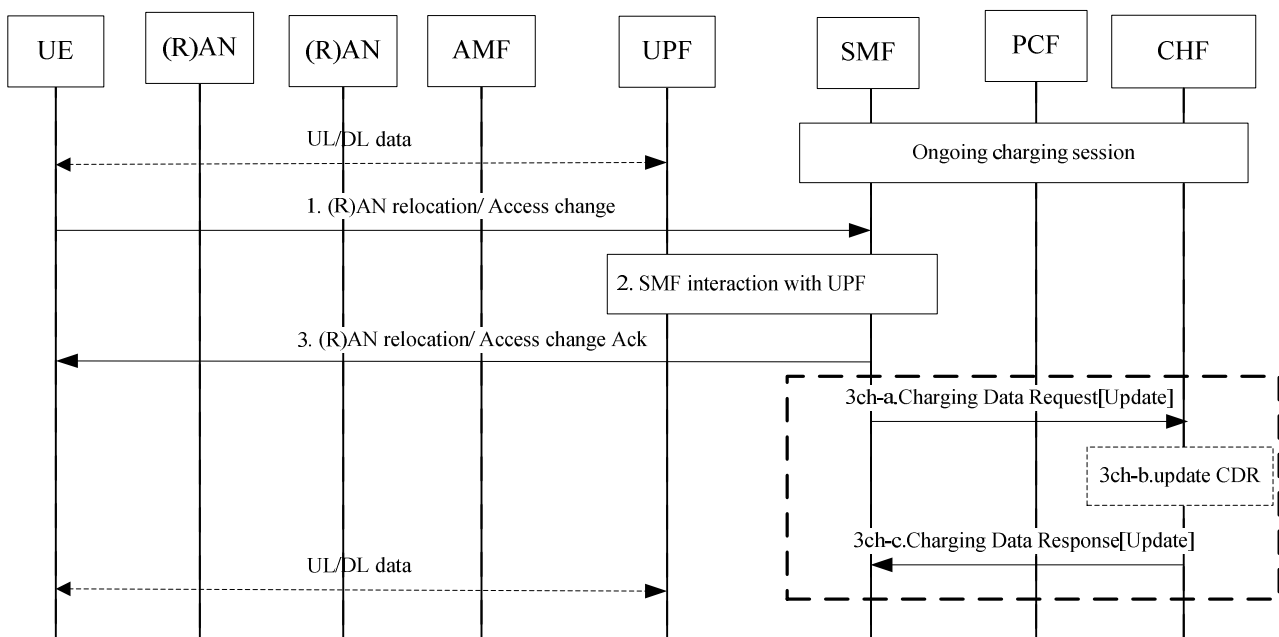 UE
(R)AN
(R)AN
AMF
UPF
SMF
PCF
CHF
UL/DL data
Ongoing charging session
1. (R)AN relocation/ Access change
2. SMF interaction with UPF
3. (R)AN relocation/ Access change Ack
3ch-a.Charging Data Request[Update]
3ch-b.update CDR
3ch-c.Charging Data Response[Update]
UL/DL data